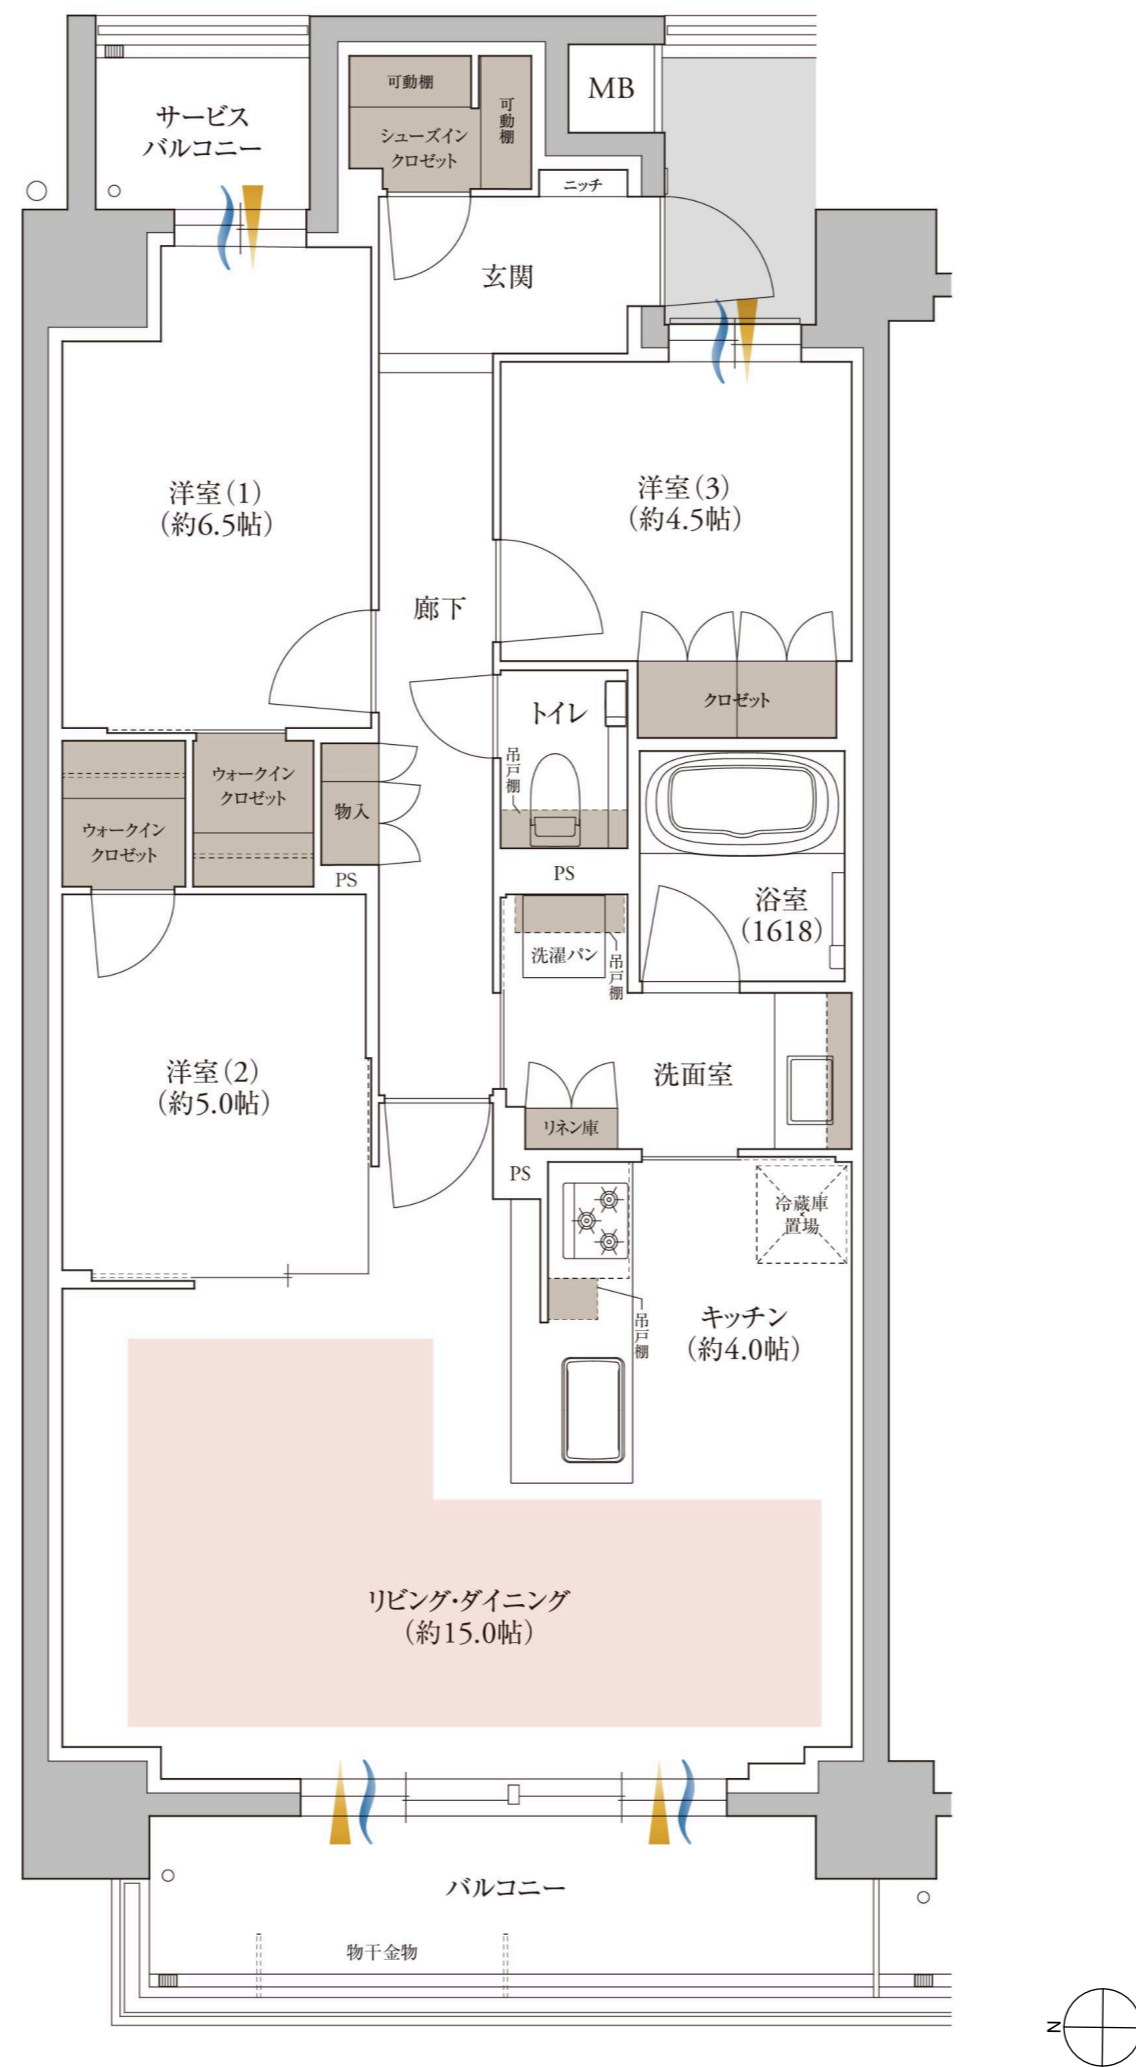 サービス
バルコニー
可動棚
可動棚
シューズイン
クロゼット
MB
ニッチ
玄関
洋室(1)
(約6.5帖)
洋室(3)
(約4.5帖)
廊下
クロゼット
トイレ
吊戸棚
ウォークイン
クロゼット
物入
ウォークイン
クロゼット
PS
PS
浴室
(1618)
洗濯パン
吊戸棚
洋室(2)
(約5.0帖)
洗面室
リネン庫
PS
冷蔵庫
置場
キッチン
(約4.0帖)
吊戸棚
リビング・ダイニング
(約15.0帖)
バルコニー
物干金物
N